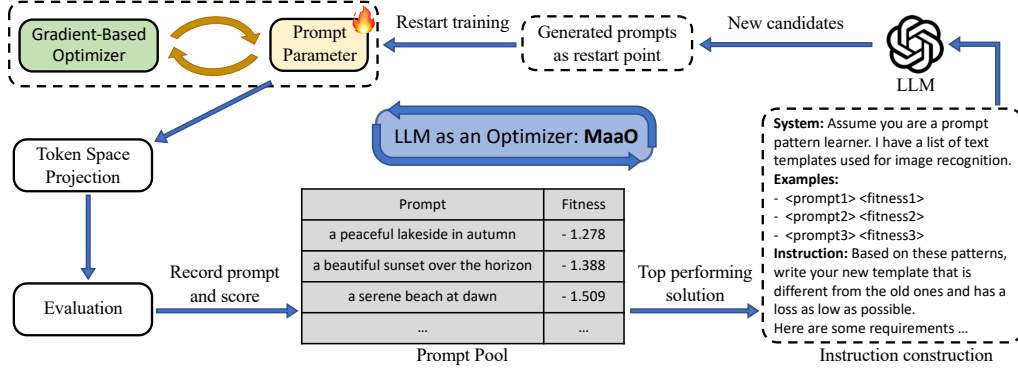 Gradient-Based
Optimizer
Prompt
Parameter
Restart training
Generated prompts
as restart point
New candidates
LLM
LLM as an Optimizer: MaaO
Token Space
Projection
Evaluation
Record prompt
and score
Prompt Fitness
a peaceful lakeside in autumn - 1.278
a beautiful sunset over the horizon - 1.388
a serene beach at dawn - 1.509
... ...
Prompt Pool
Top performing
solution
System: Assume you are a prompt
pattern learner. I have a list of text
templates used for image recognition.
Examples:
- <prompt1> <fitness1>
- <prompt2> <fitness2>
- <prompt3> <fitness3>
Instruction: Based on these patterns,
write your new template that is
different from the old ones and has a
loss as low as possible.
Here are some requirements ...
Instruction construction